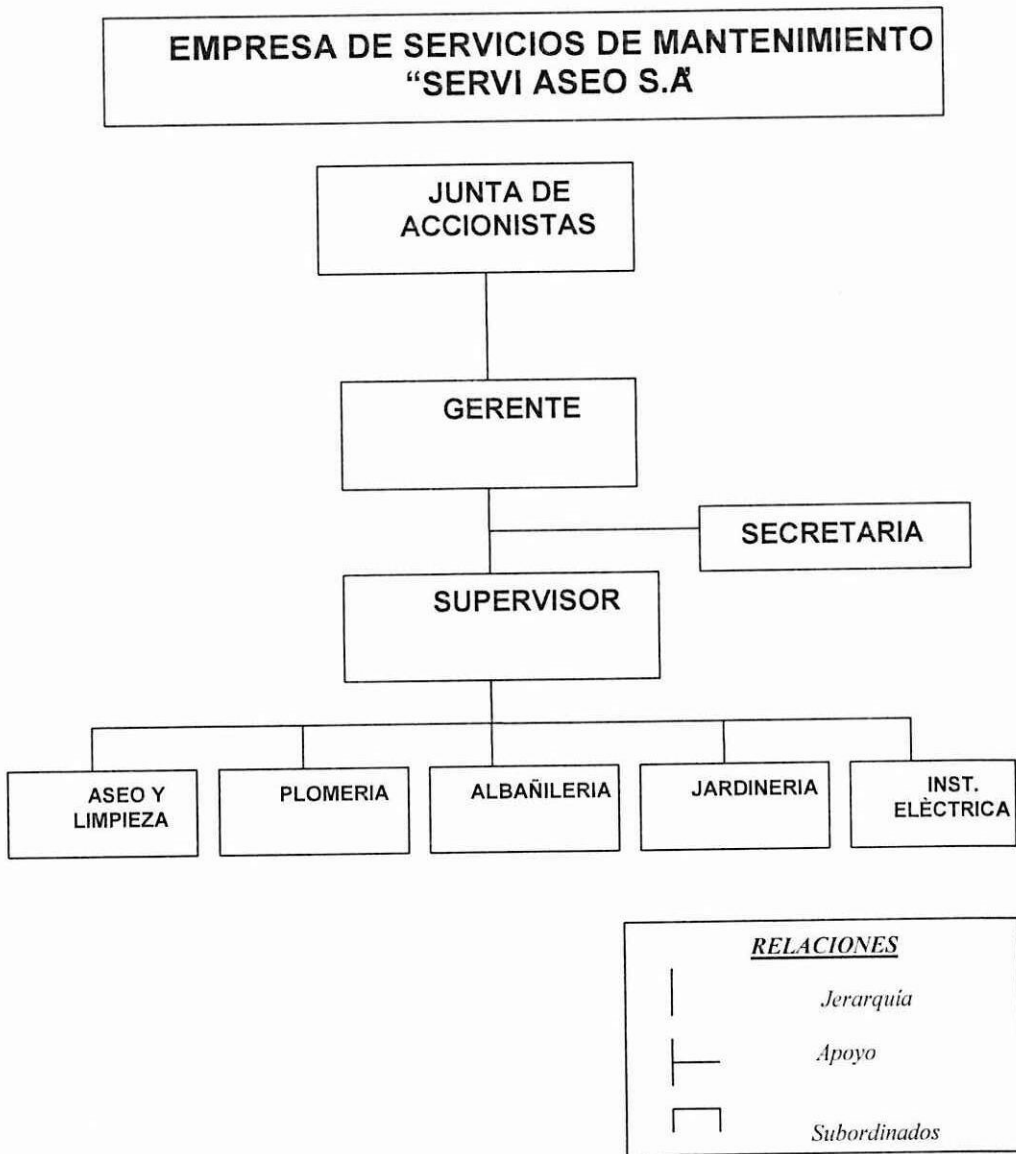 EMPRESA DE SERVICIOS DE MANTENIMIENTO
“SERVI ASEO S.A”
JUNTA DE
ACCIONISTAS
GERENTE
SECRETARIA
SUPERVISOR
ASEO Y
LIMPIEZA
PLOMERIA
ALBAÑILERIA
JARDINERIA
INST.
ELÈCTRICA
RELACIONES
Jerarquía
Apoyo
Subordinados